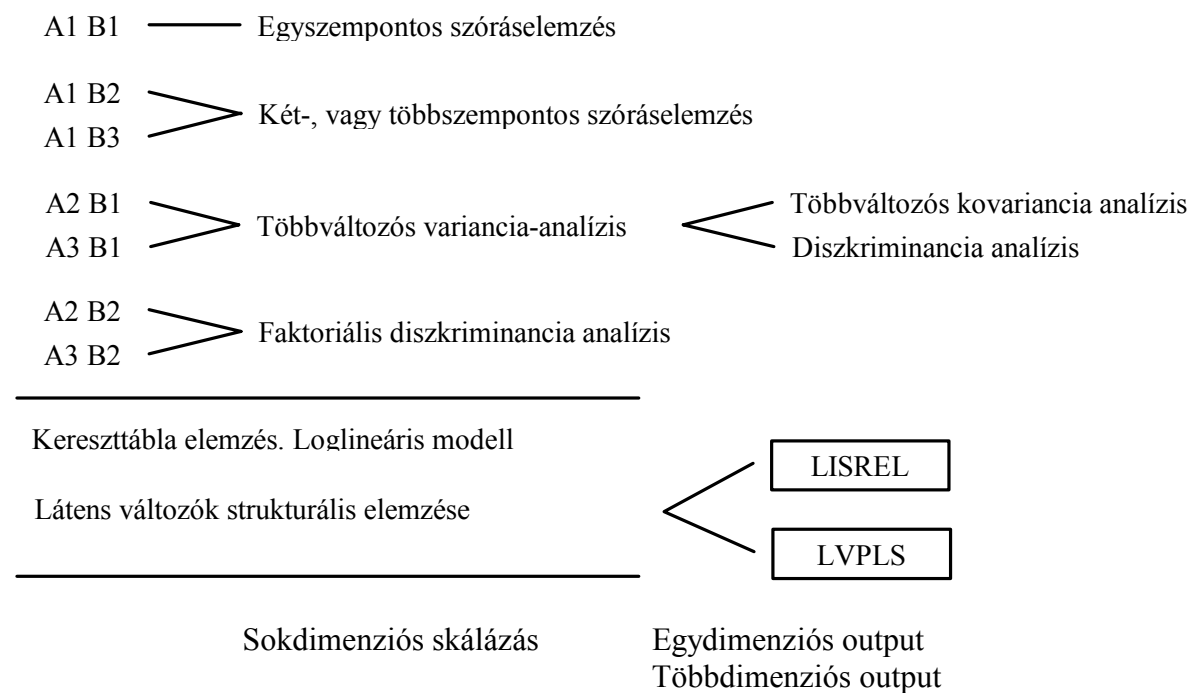 A1 B1 Egyszempontos szóráselemzés
A1 B2
Két-, vagy többszempontos szóráselemzés
A1 B3
A2 B1
Többváltozós variancia-analízis
A3 B1
Többváltozós kovariancia analízis
Diszkriminancia analízis
A2 B2
Faktoriális diszkriminancia analízis
A3 B2
Kereszttábla elemzés. Loglineáris modell
Látens változók strukturális elemzése
LISREL
LVPLS
Sokdimenziós skálázás
Egydimenziós output
Többdimenziós output